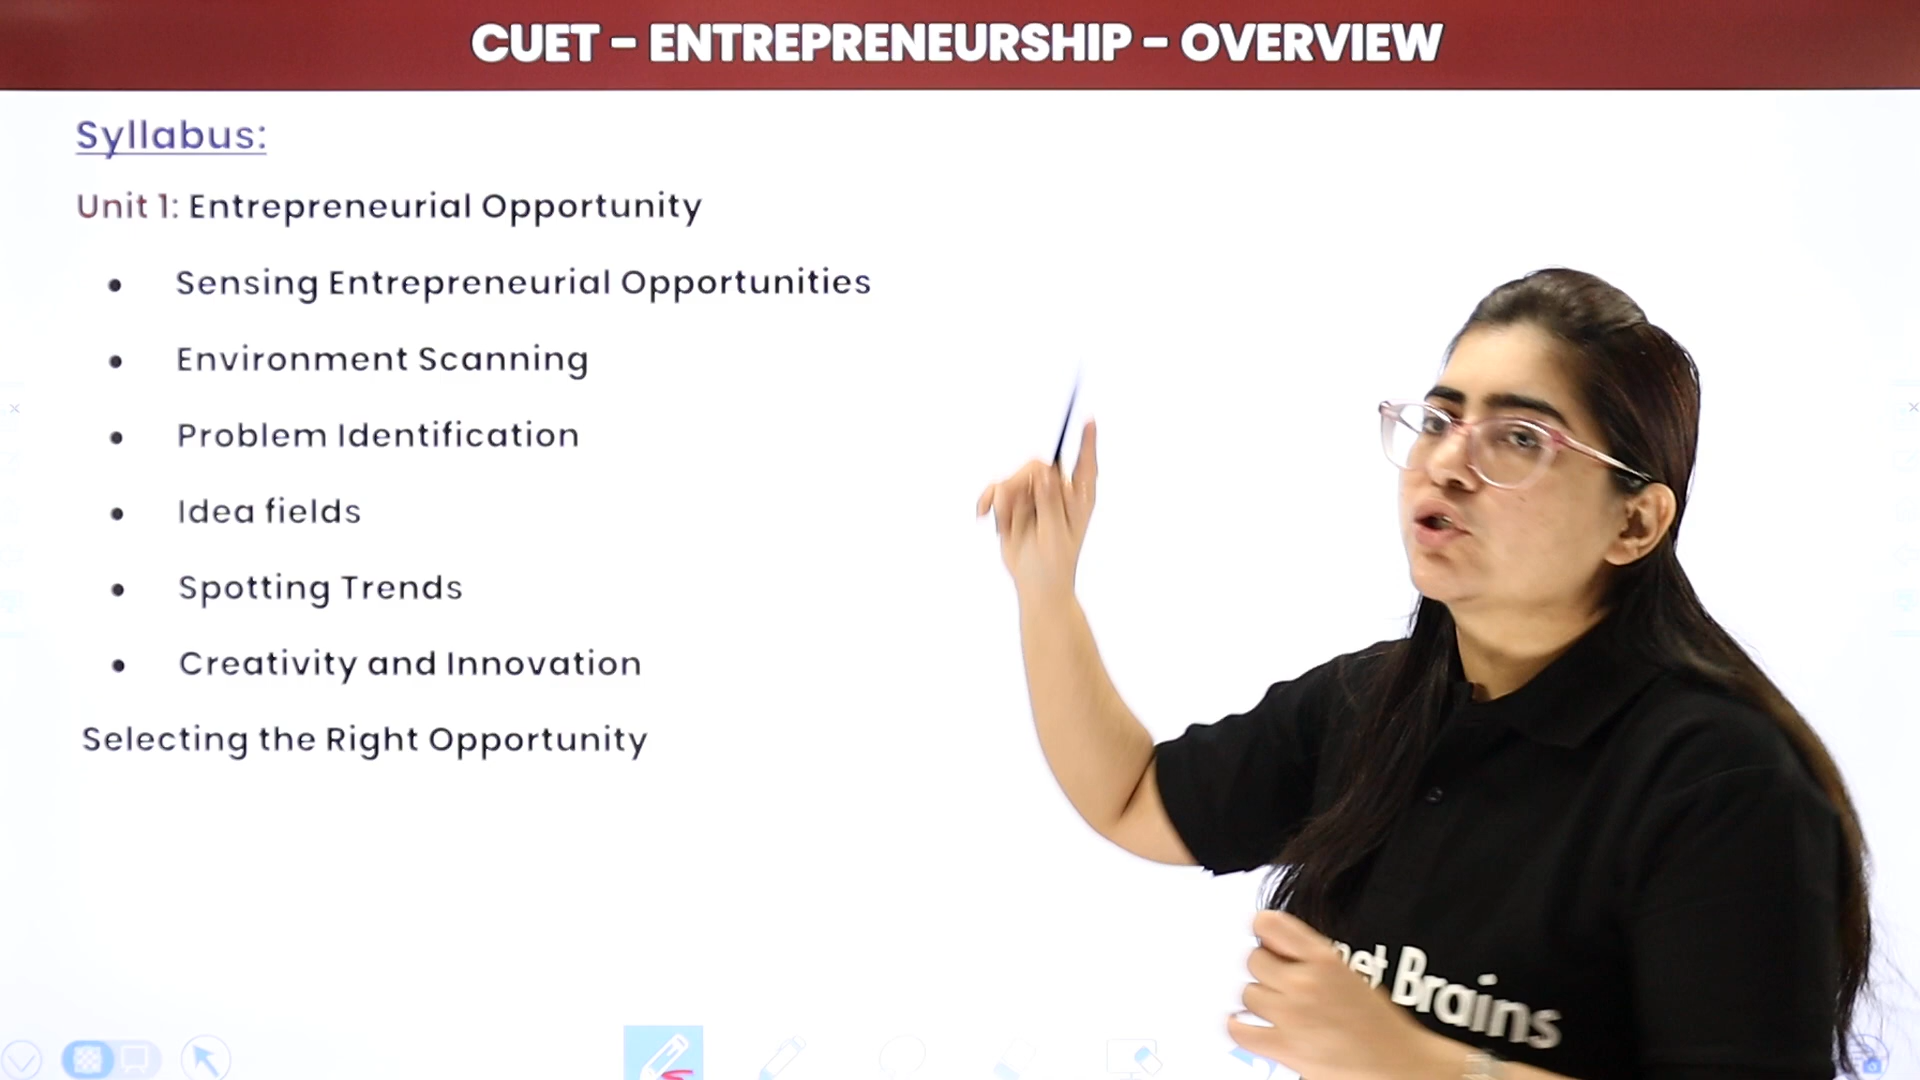 CUET - ENTREPRENEURSHIP - OVERVIEW
Syllabus:
Unit 1: Entrepreneurial Opportunity
• Sensing Entrepreneurial Opportunities
• Environment Scanning
• Problem Identification
• Idea fields
• Spotting Trends
• Creativity and Innovation
Selecting the Right Opportunity
Brains